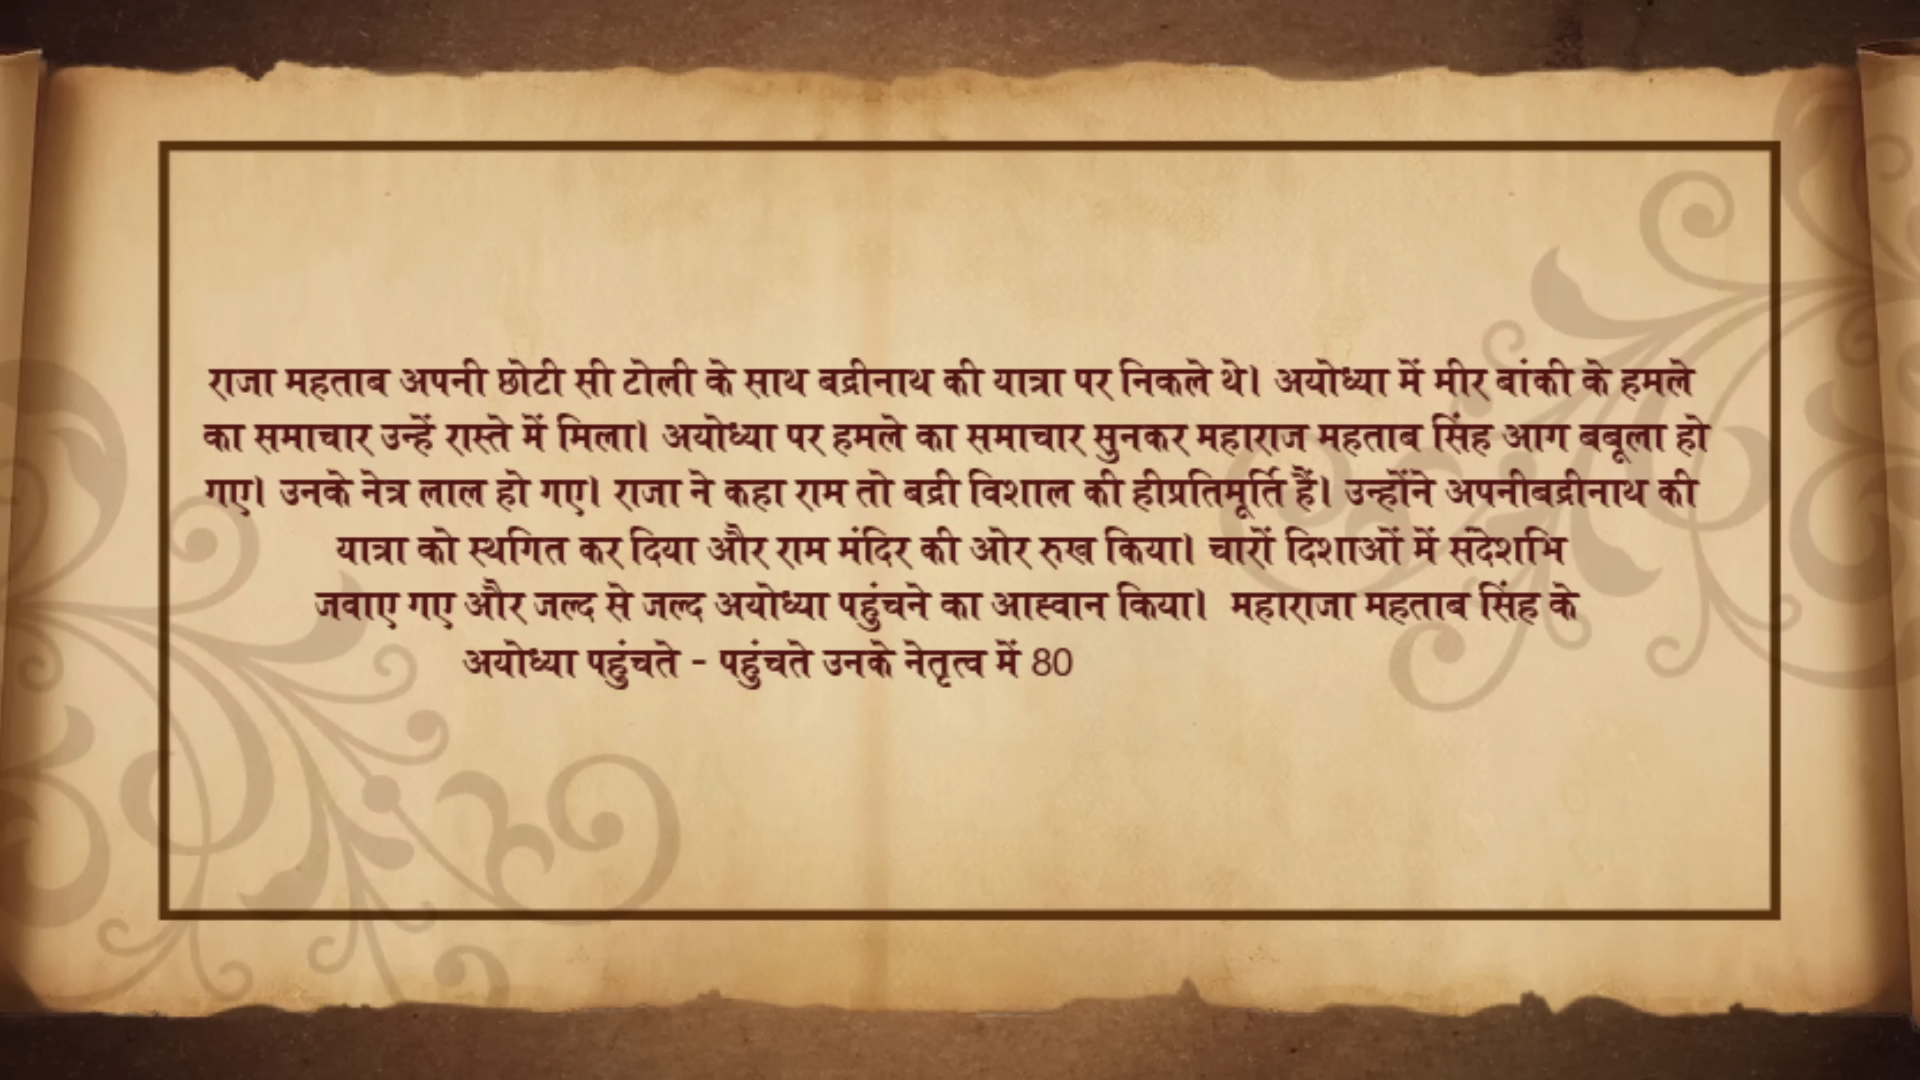 राजा महताब अपनी छोटी सी टोली के साथ बद्रीनाथ की यात्रा पर निकले थे। अयोध्या में मीर बांकी के हमले
का समाचार उन्हें रास्ते में मिला। अयोध्या पर हमले का समाचार सुनकर महाराज महताब सिंह आग बबूला हो
गए। उनके नेत्र लाल हो गए। राजा ने कहा राम तो बद्री विशाल की हीप्रतिमूर्ति हैं। उन्होंने अपनीबद्रीनाथ की
यात्रा को स्थगित कर दिया और राम मंदिर की ओर रुख किया। चारों दिशाओं में संदेशभि
जवाए गए और जल्द से जल्द अयोध्या पहुंचने का आह्वान किया। महाराजा महताब सिंह के
अयोध्या पहुंचते - पहुंचते उनके नेतृत्व में 80